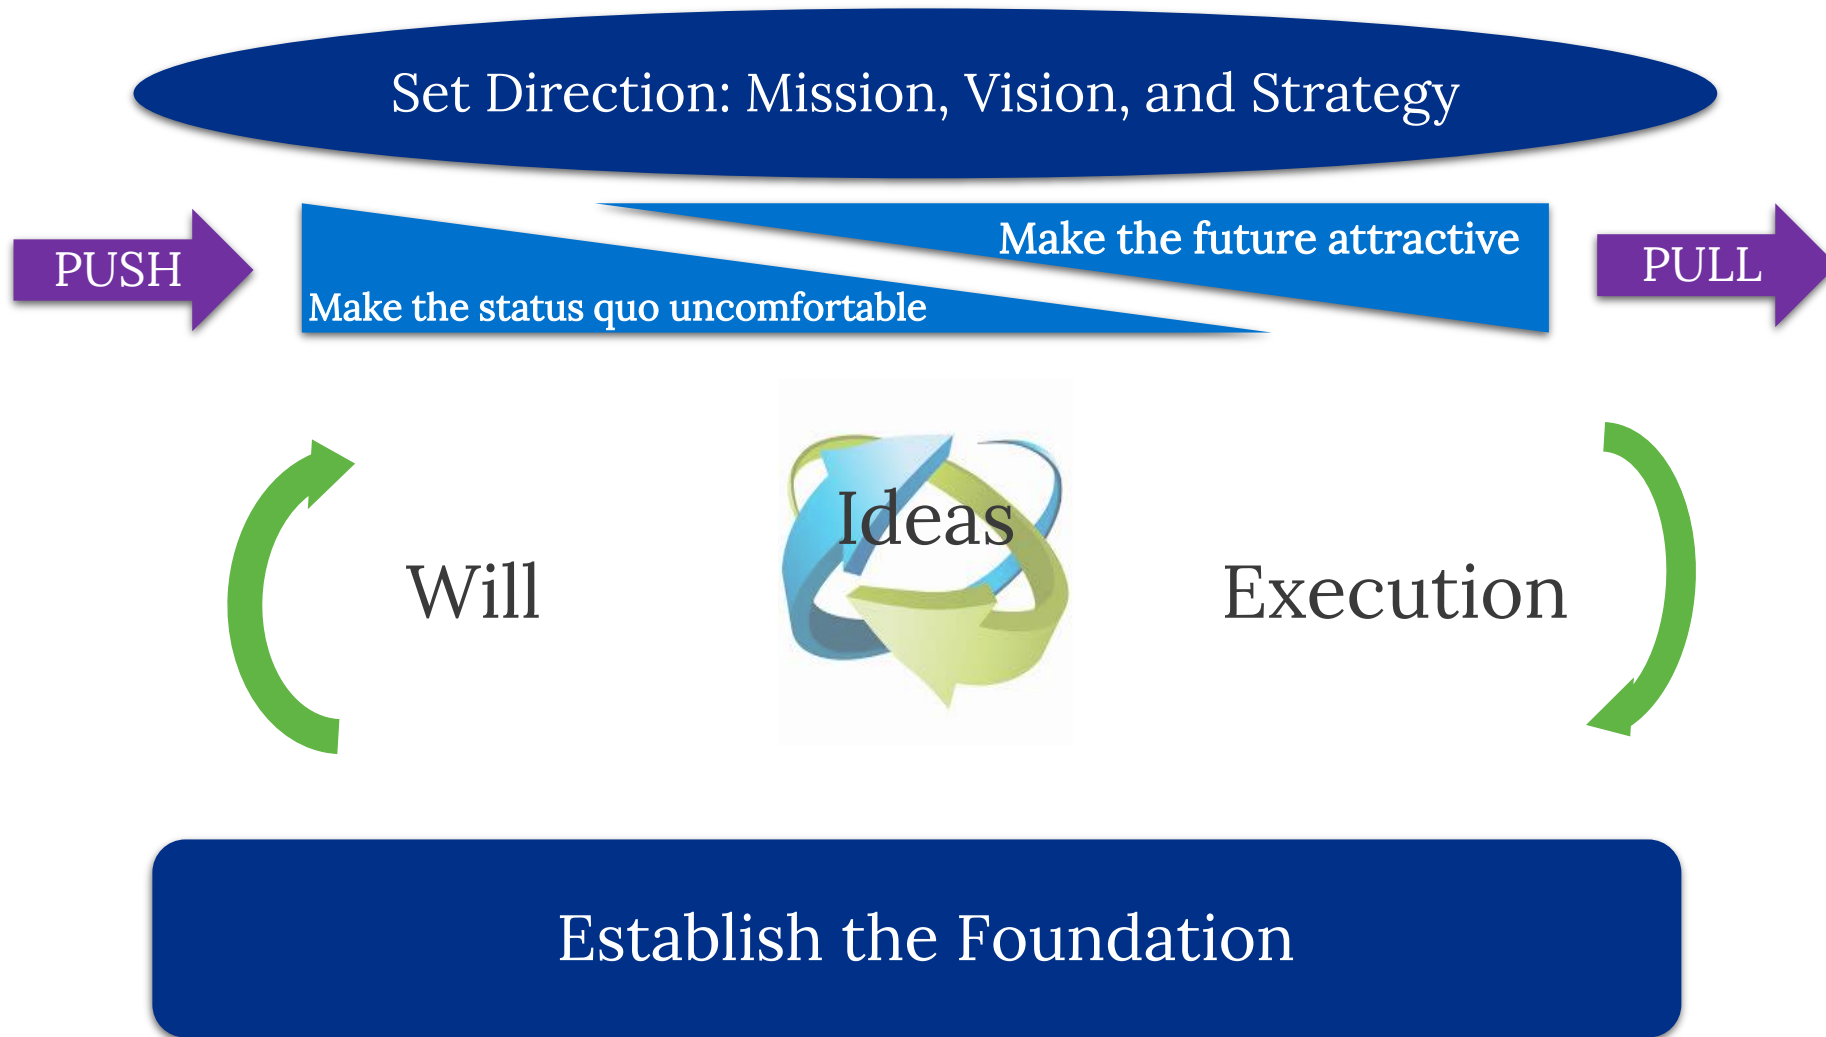 Set Direction: Mission, Vision, and Strategy
PUSH
Make the future attractive
PULL
Make the status quo uncomfortable
Ideas
Will
Execution
Establish the Foundation